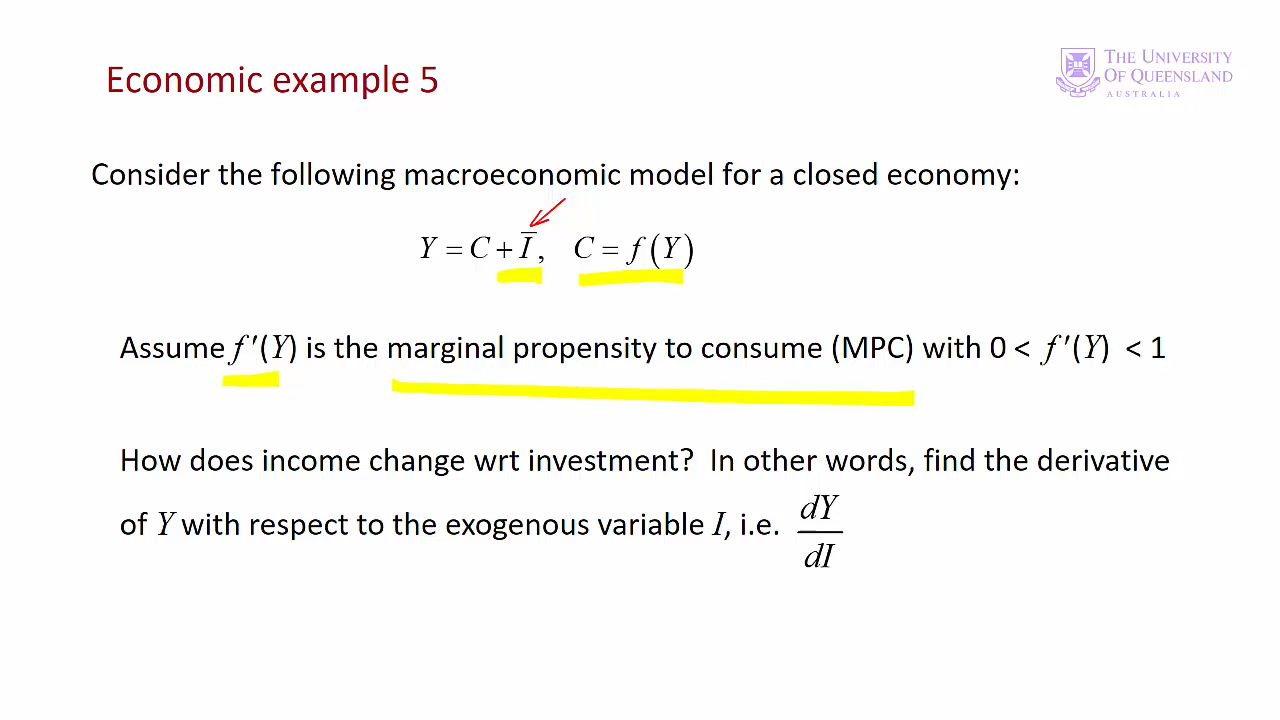 Economic example 5
THE UNIVERSITY
OF QUEENSLAND
AUSTRALIA
Consider the following macroeconomic model for a closed economy:
Y = C + Ī, C = f(Y)
Assume f′(Y) is the marginal propensity to consume (MPC) with 0 < f′(Y) < 1
How does income change wrt investment? In other words, find the derivative
of Y with respect to the exogenous variable I, i.e. dY/dI